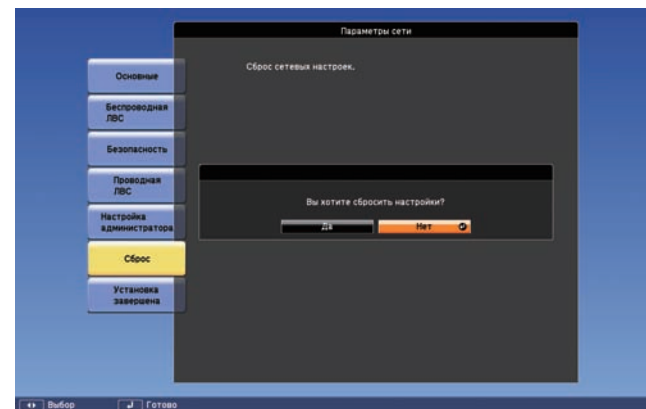 Параметры сети
Сброс сетевых настроек.
Основные
Беспроводная
ЛВС
Безопасность
Проводная
ЛВС
Настройка
администратора
Сброс
Установка
завершена
Вы хотите сбросить настройки?
Да Нет
Выбор Готово